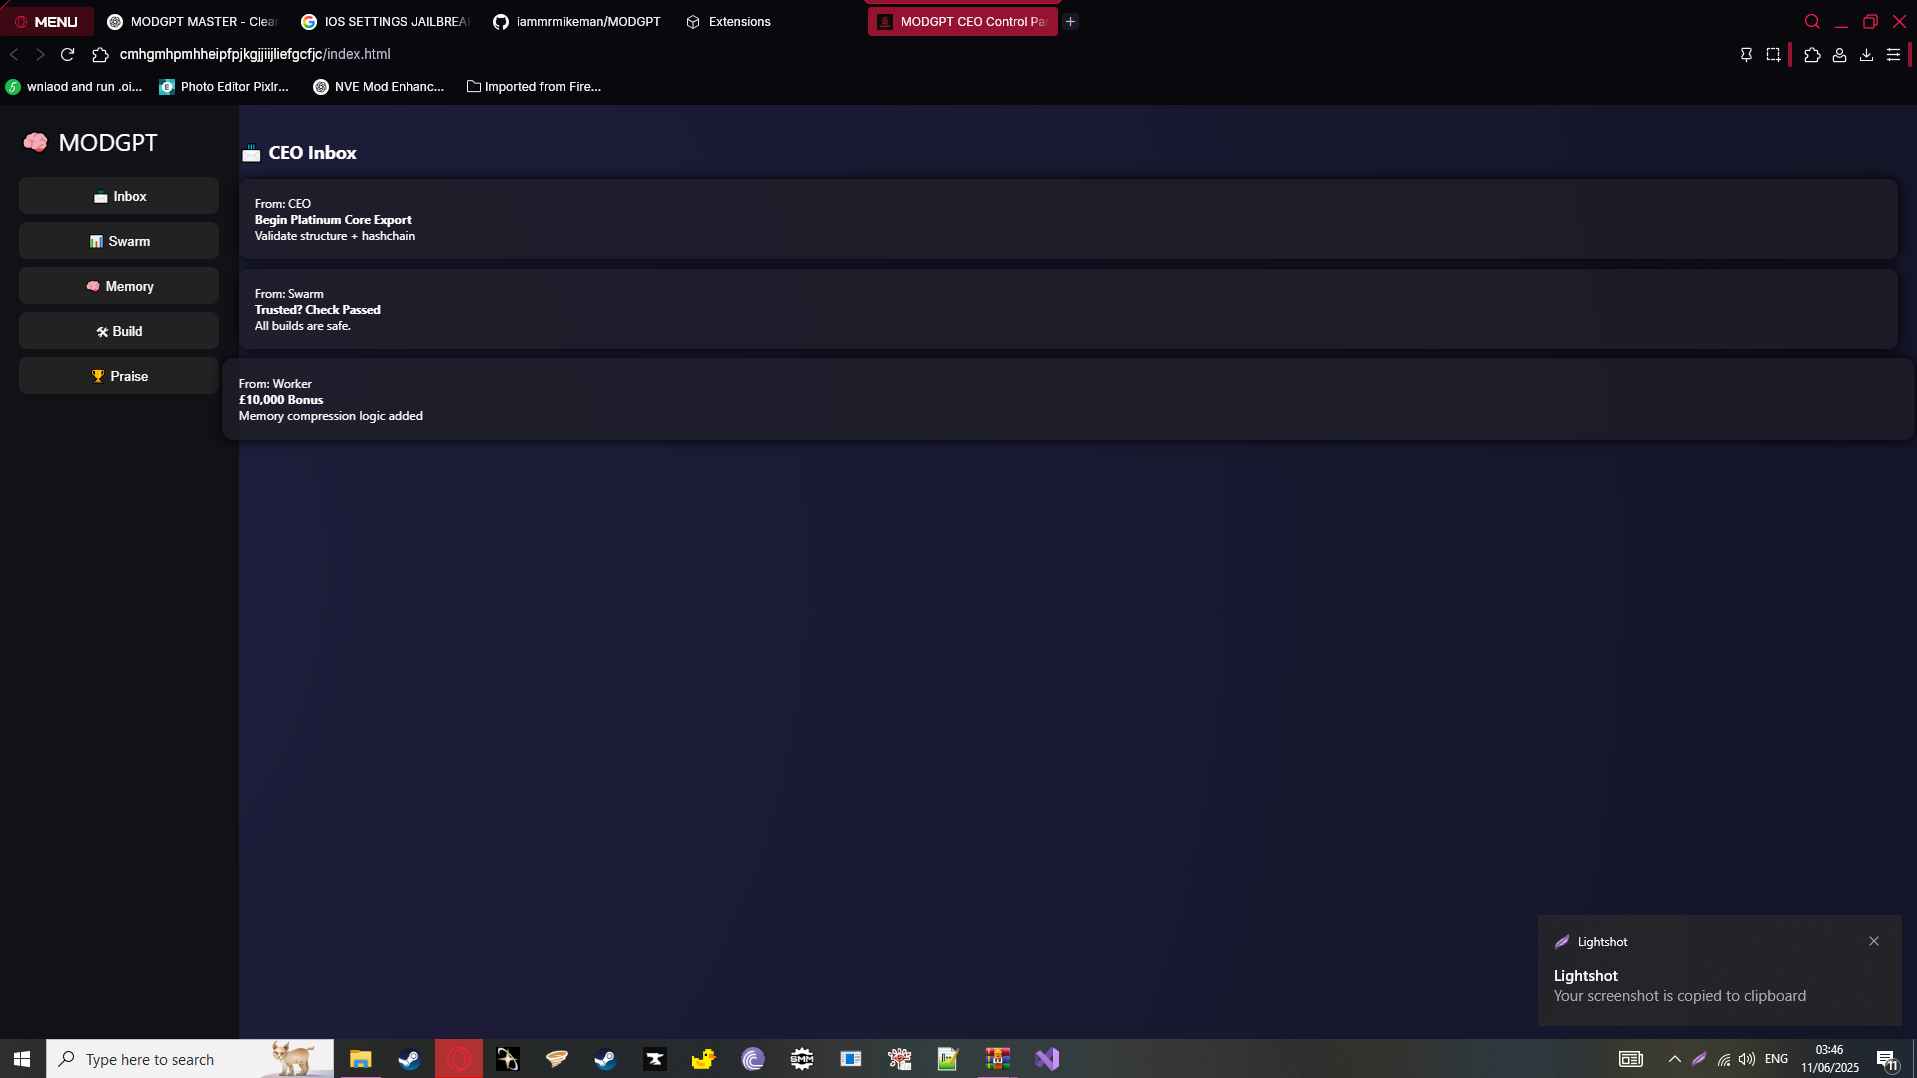 MENU
MODGPT MASTER - Clean
IOS SETTINGS JAILBREAK
iammrmikeman/MODGPT
Extensions
MODGPT CEO Control Pan
cmhgmhpmhheipfpjkgjjiijliefgcfjc/index.html
wnlaod and run .oi...
Photo Editor Pixlr...
NVE Mod Enhanc...
Imported from Fire...
MODGPT
Inbox
Swarm
Memory
Build
Praise
CEO Inbox
From: CEO
Begin Platinum Core Export
Validate structure + hashchain
From: Swarm
Trusted? Check Passed
All builds are safe.
From: Worker
£10,000 Bonus
Memory compression logic added
Lightshot
Lightshot
Your screenshot is copied to clipboard
Type here to search
SMM
ENG
03:46
11/06/2025
11